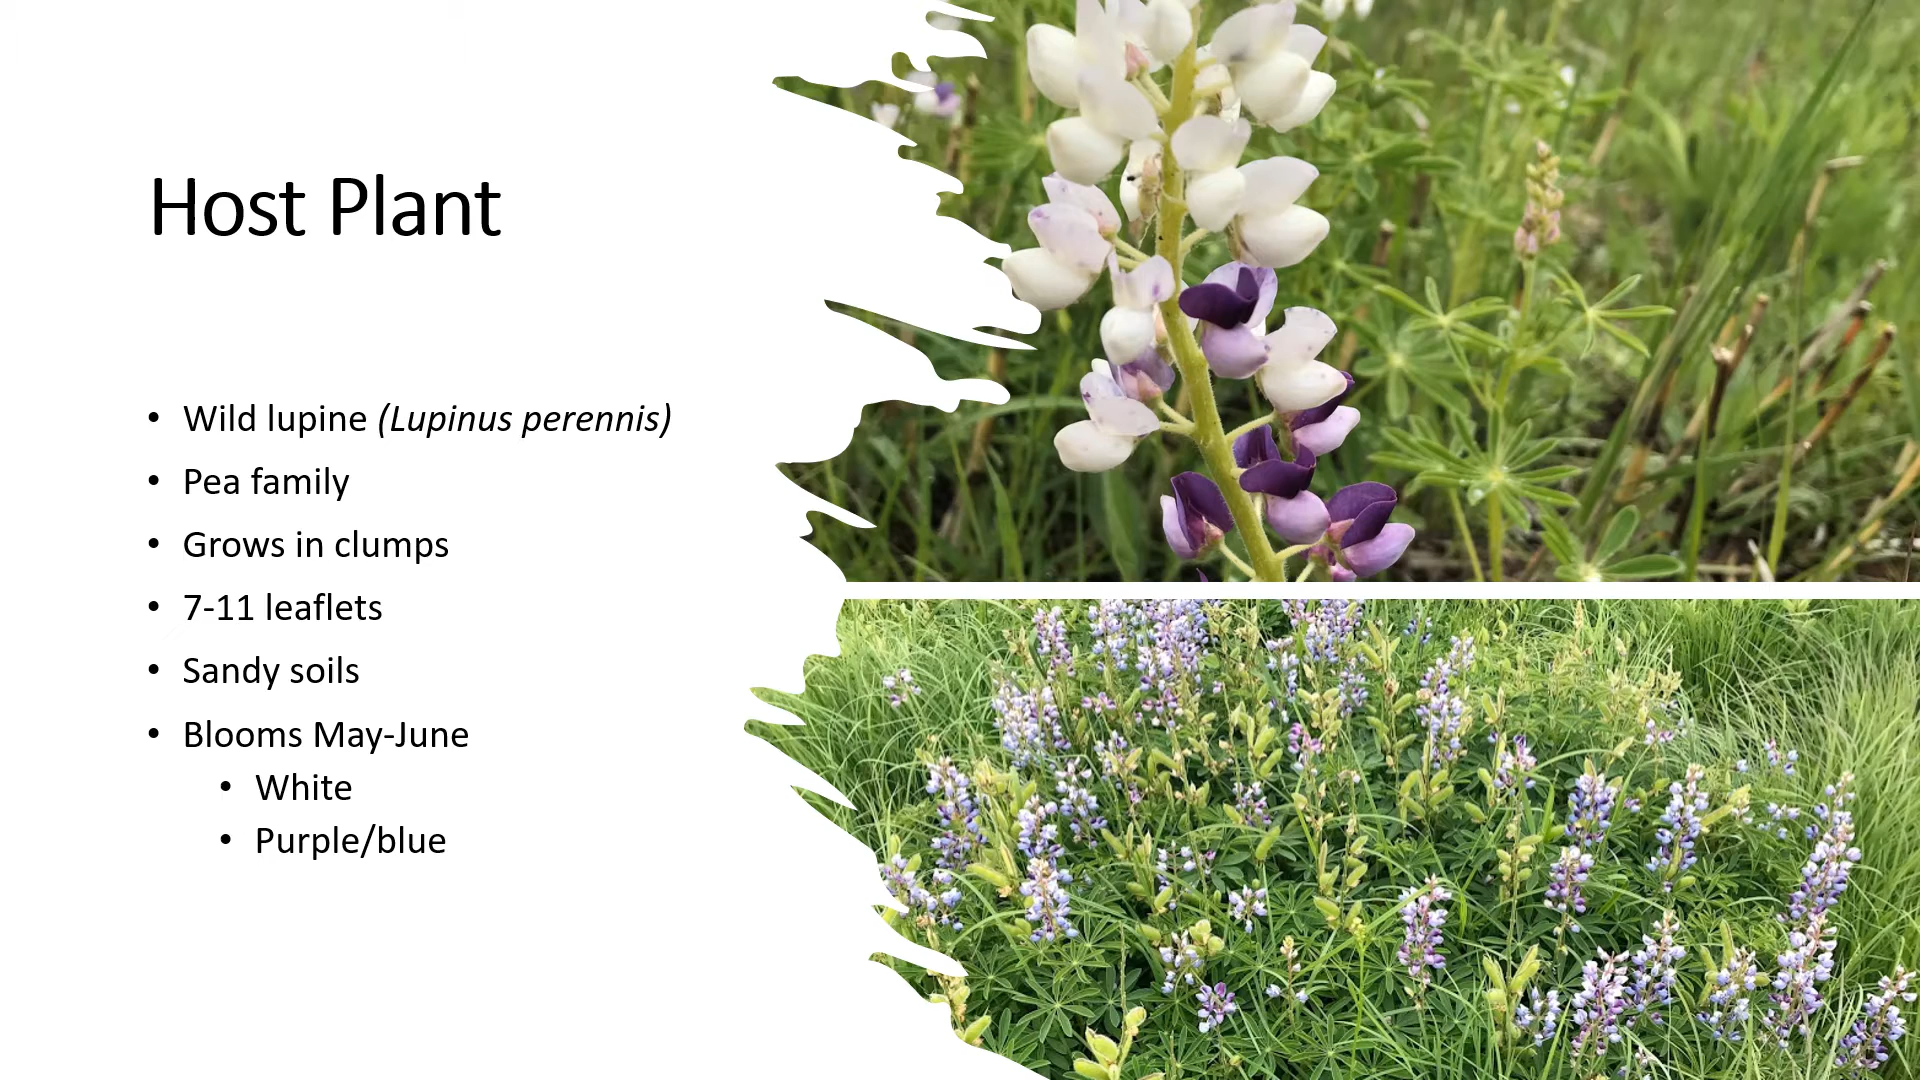 Host Plant
• Wild lupine (Lupinus perennis)
• Pea family
• Grows in clumps
• 7-11 leaflets
• Sandy soils
• Blooms May-June
• White
• Purple/blue